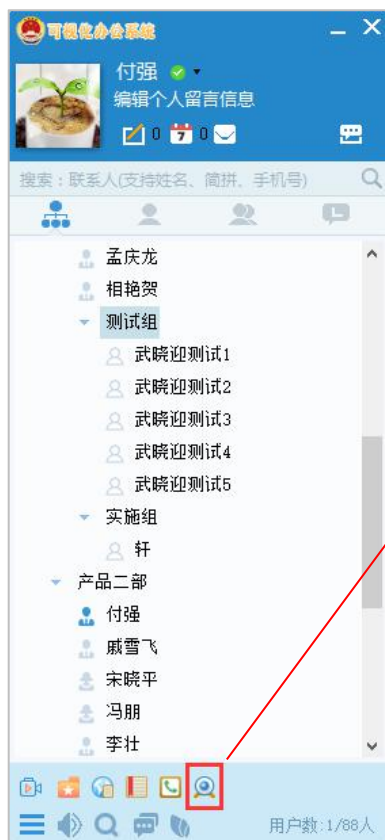 可视化办公系统
付强
编辑个人留言信息
0 7 0
搜索：联系人(支持姓名、简拼、手机号)
孟庆龙
相艳贺
测试组
武晓迎测试1
武晓迎测试2
武晓迎测试3
武晓迎测试4
武晓迎测试5
实施组
轩
产品二部
付强
戚雪飞
宋晓平
冯朋
李壮
用户数:1/88人